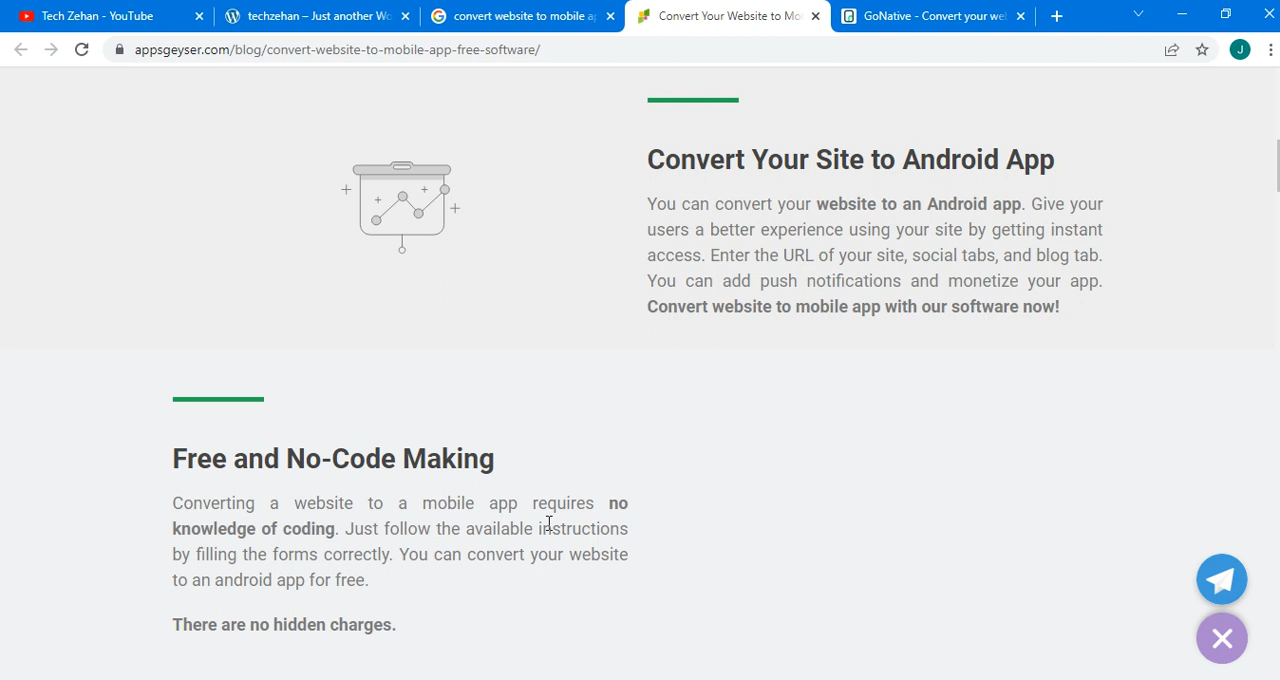 Tech Zehan - YouTube
techzehan – Just another Wo
convert website to mobile a
Convert Your Website to Mo
GoNative - Convert your we
appsgeyser.com/blog/convert-website-to-mobile-app-free-software/
J
Convert Your Site to Android App
You can convert your website to an Android app. Give your
users a better experience using your site by getting instant
access. Enter the URL of your site, social tabs, and blog tab.
You can add push notifications and monetize your app.
Convert website to mobile app with our software now!
Free and No-Code Making
Converting a website to a mobile app requires no
knowledge of coding. Just follow the available instructions
by filling the forms correctly. You can convert your website
to an android app for free.
There are no hidden charges.